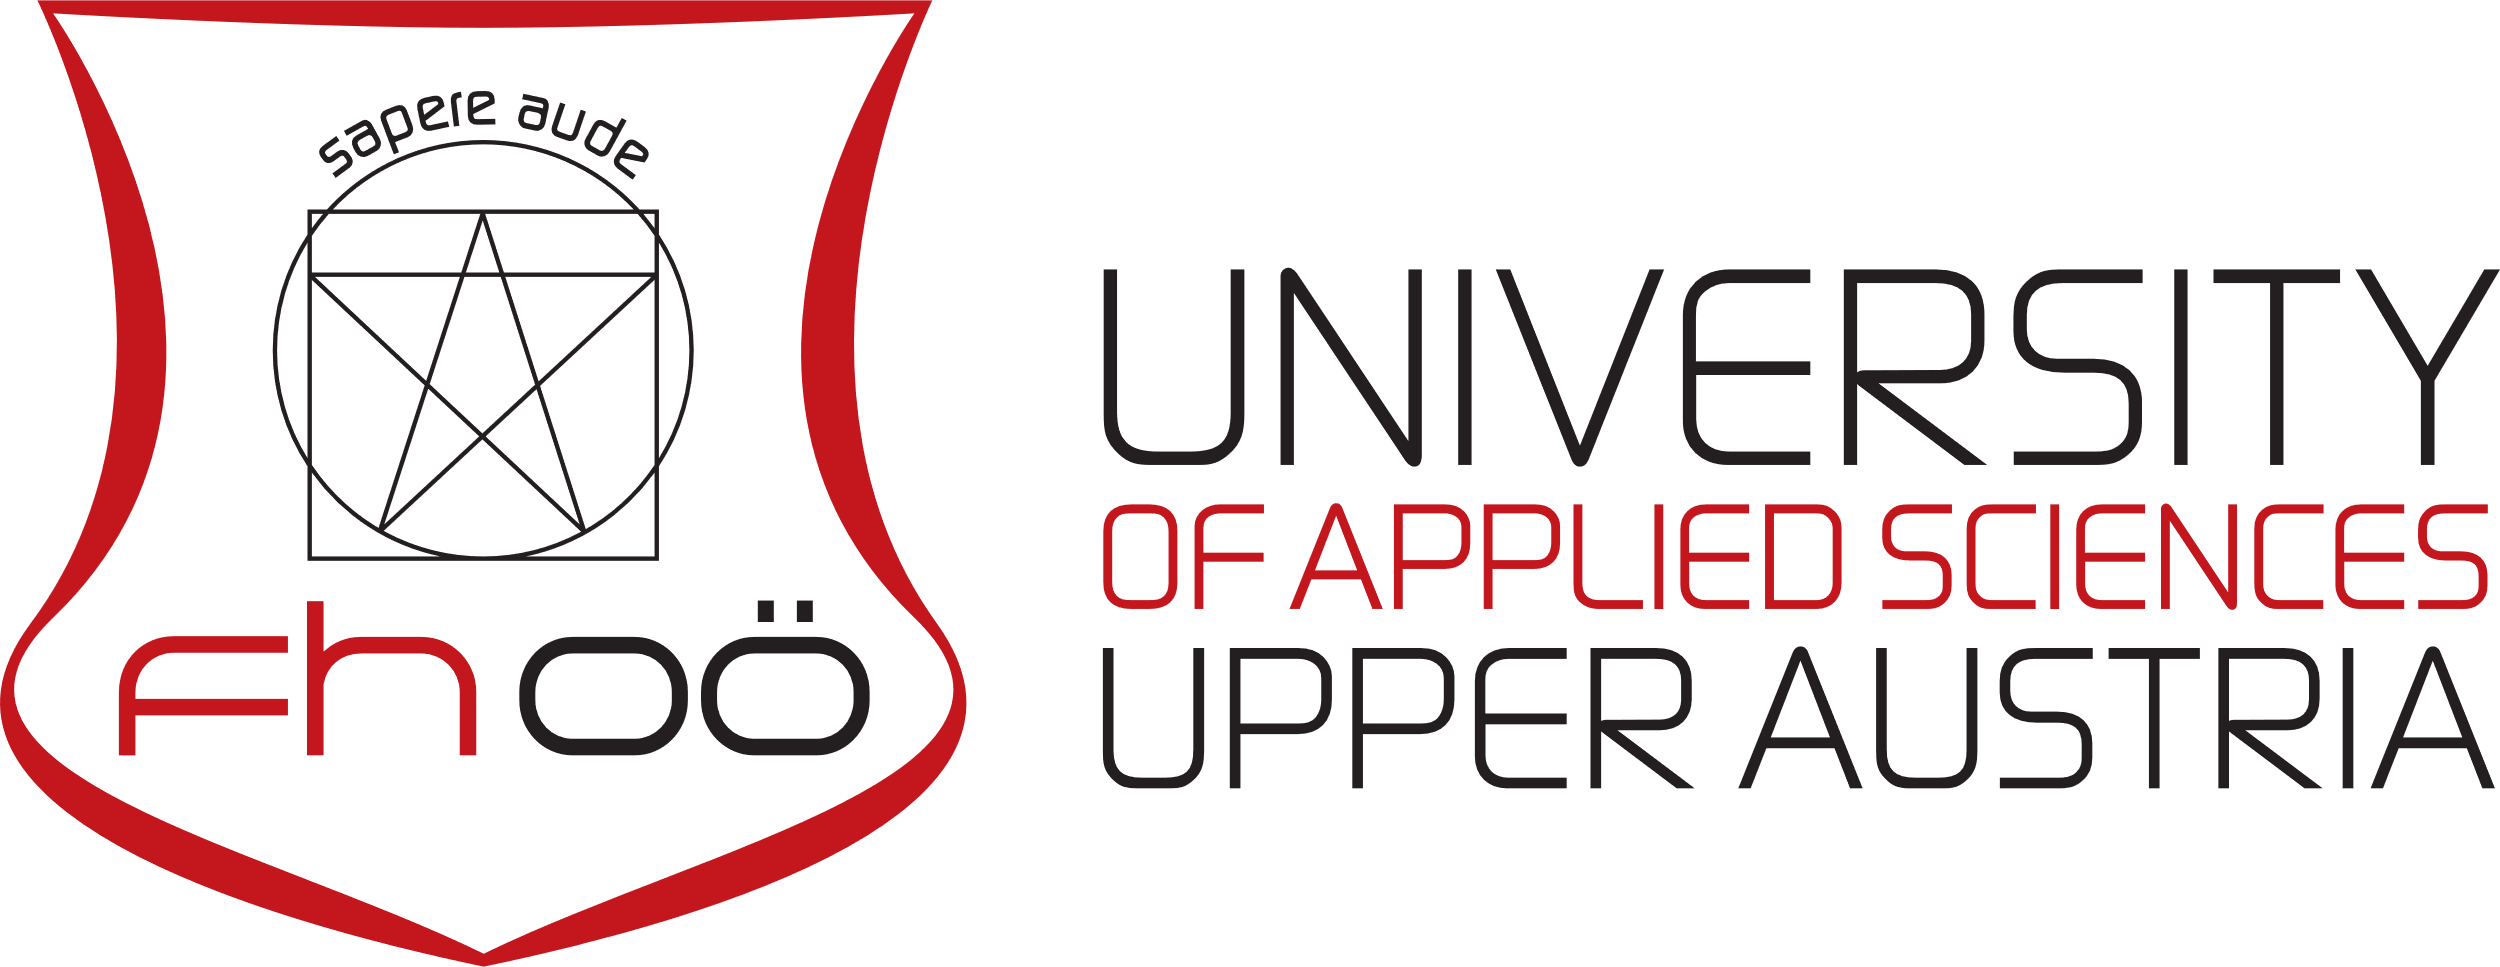 sapere aude
fhoö
UNIVERSITY
OF APPLIED SCIENCES
UPPER AUSTRIA